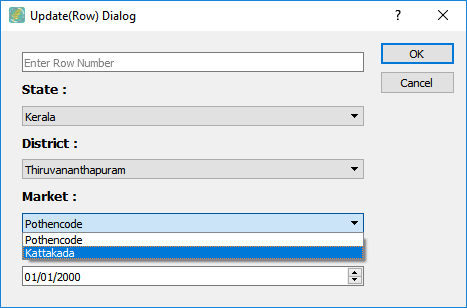 Update(Row) Dialog
?
Enter Row Number
OK
State :
Cancel
Kerala
District :
Thiruvananthapuram
Market :
Pothencode
Pothencode
Kattakada
01/01/2000